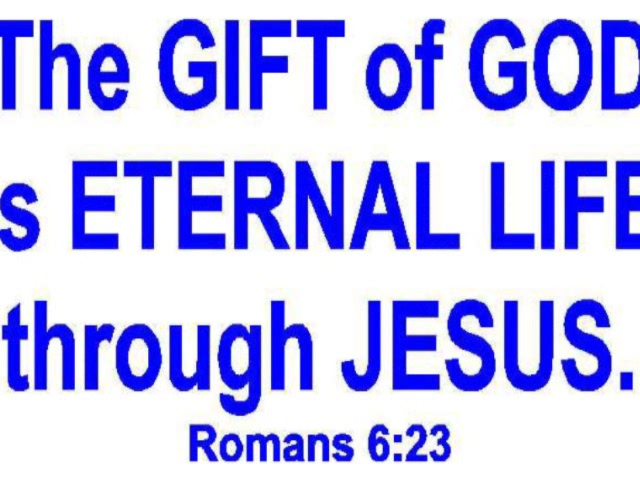 The GIFT of GOD
s ETERNAL LIFE
through JESUS.
Romans 6:23